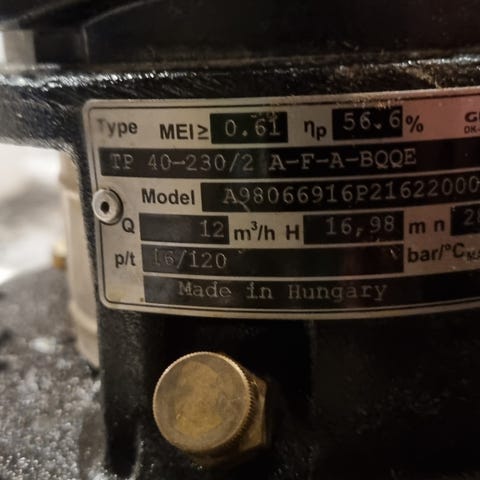 Type MEI≥ 0.61 ηp 56.6%
TP 40-230/2 A-F-A-BQQE
Model A98066916P21622000
Q 12 m³/h H 16,98 m n
p/t 16/120 bar/°C
Made in Hungary